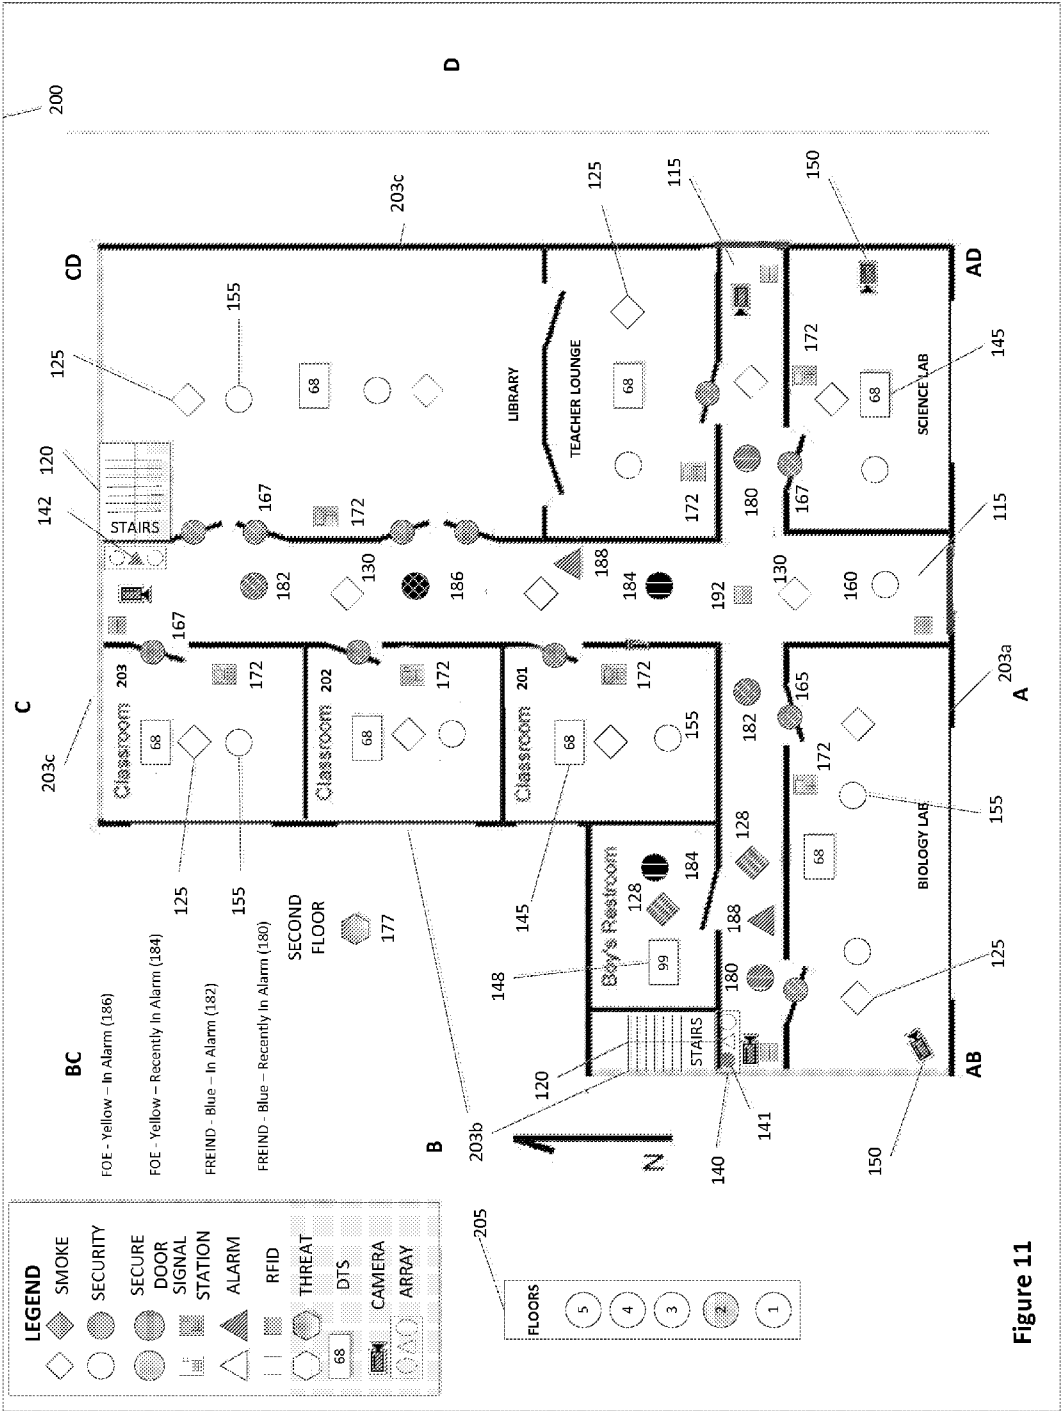 200
D
CD
203c
AD
125
155
125
115
150
120
142
STAIRS
68
LIBRARY
TEACHER LOUNGE
68
172
68
SCIENCE LAB
145
167
172
172
180
167
115
182
130
186
188
184
192
130
160
C
203c
167
Classroom 203
68
172
Classroom 202
68
172
Classroom 201
68
172
155
182
165
172
203a
A
125
155
145
SECOND
FLOOR
177
148
Boy's Restroom
99
128
184
128
188
180
68
BIOLOGY LAB
155
125
STAIRS
120
141
140
150
AB
BC
B
203b
N
FOE - Yellow – In Alarm (186)
FOE - Yellow – Recently In Alarm (184)
FREIND - Blue – In Alarm (182)
FREIND - Blue – Recently In Alarm (180)
LEGEND
SMOKE
SECURITY
SECURE
DOOR
SIGNAL
STATION
ALARM
RFID
THREAT
68
DTS
CAMERA
ARRAY
205
FLOORS
5
4
3
2
1
Figure 11